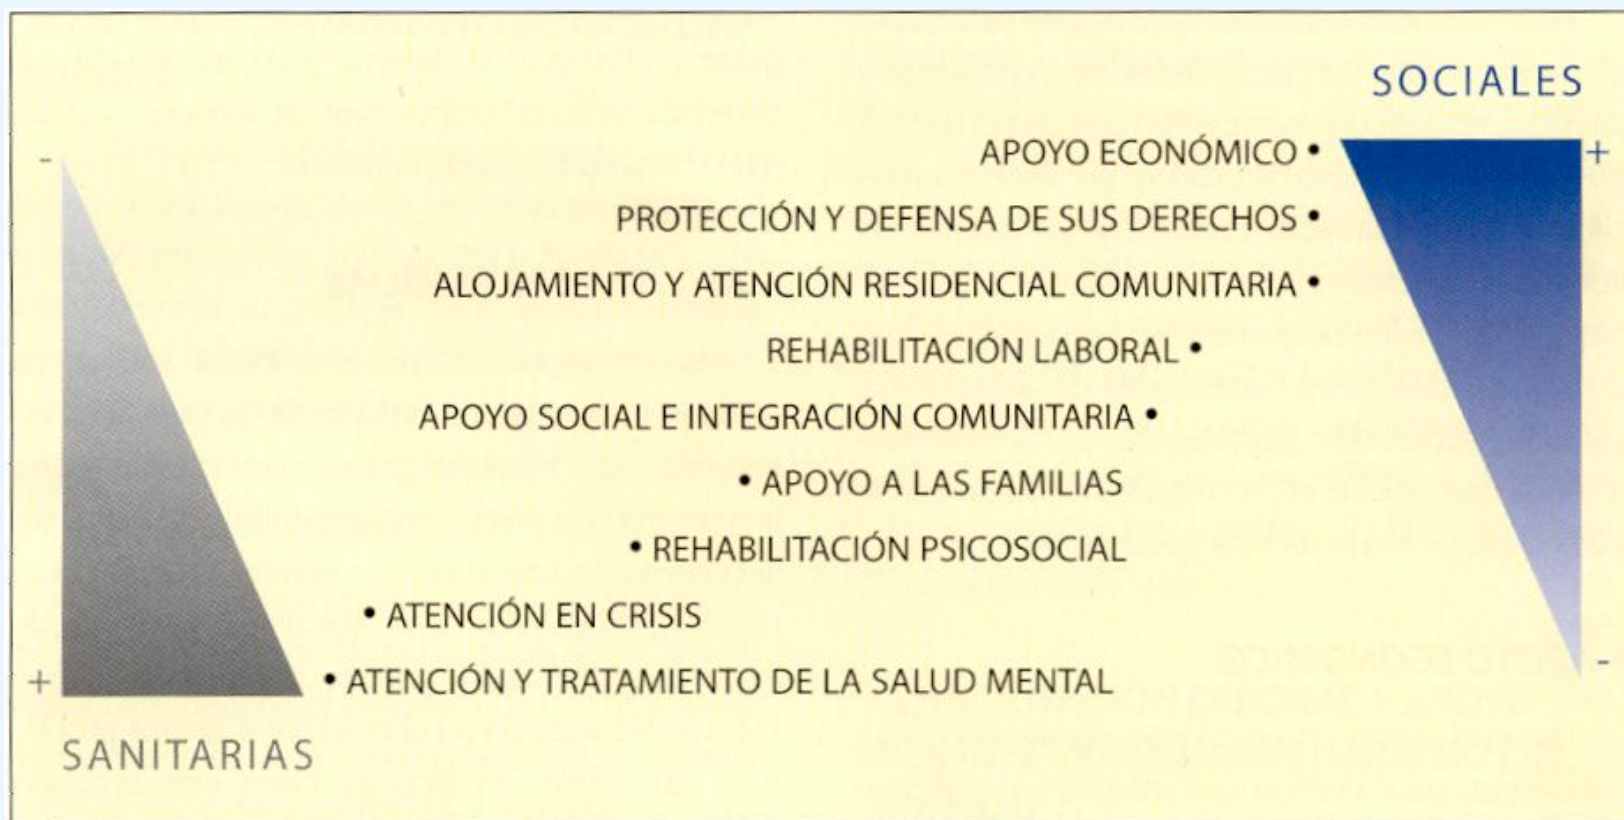 SOCIALES
- APOYO ECONÓMICO • +
PROTECCIÓN Y DEFENSA DE SUS DERECHOS •
ALOJAMIENTO Y ATENCIÓN RESIDENCIAL COMUNITARIA •
REHABILITACIÓN LABORAL •
APOYO SOCIAL E INTEGRACIÓN COMUNITARIA •
• APOYO A LAS FAMILIAS
• REHABILITACIÓN PSICOSOCIAL
• ATENCIÓN EN CRISIS
+ • ATENCIÓN Y TRATAMIENTO DE LA SALUD MENTAL -
SANITARIAS